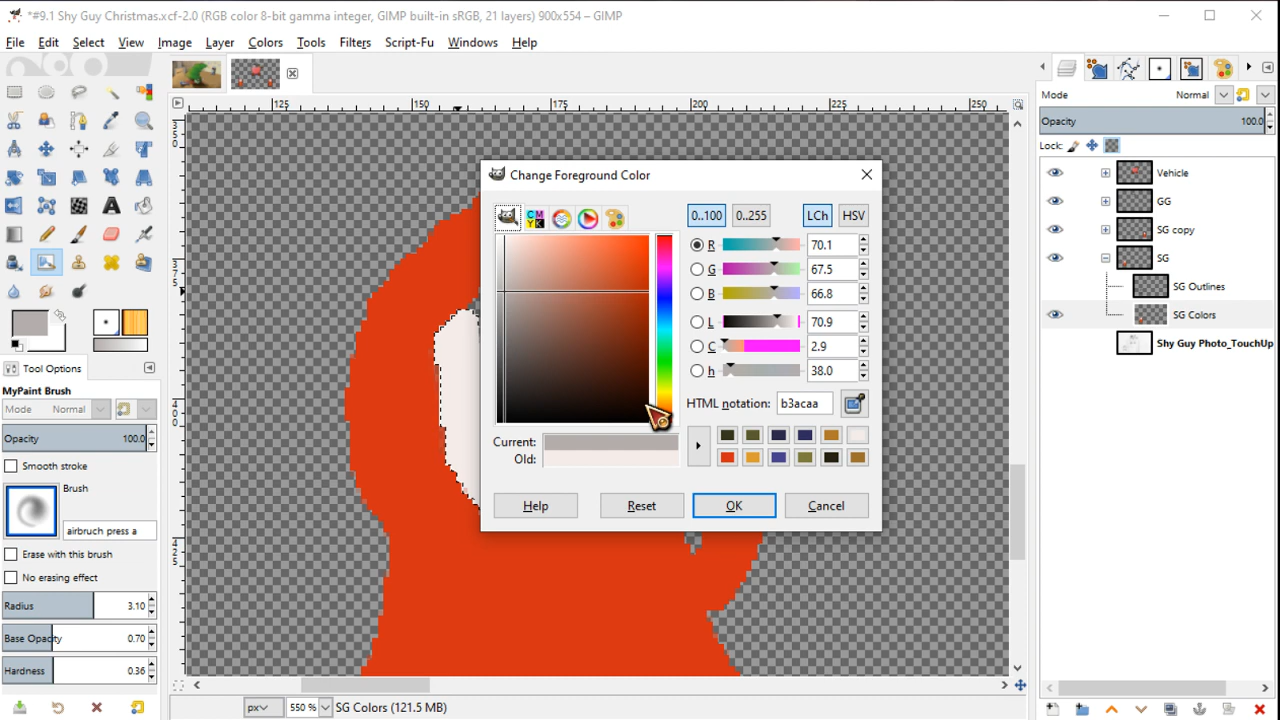 *#9.1 Shy Guy Christmas.xcf-2.0 (RGB color 8-bit gamma integer, GIMP built-in sRGB, 21 layers) 900x554 – GIMP
File Edit Select View Image Layer Colors Tools Filters Script-Fu Windows Help
125 150 175 200 225 250
Mode Normal
Opacity 100.0
Lock:
Vehicle
GG
SG copy
SG
SG Outlines
SG Colors
Shy Guy Photo_TouchUp
350
375
400
425
Tool Options
MyPaint Brush
Mode Normal
Opacity 100.0
Smooth stroke
Brush
airbruch press a
Erase with this brush
No erasing effect
Radius 3.10
Base Opacity 0.70
Hardness 0.36
Change Foreground Color
CMYK
0..100 0..255 LCh HSV
R 70.1
G 67.5
B 66.8
L 70.9
C 2.9
h 38.0
HTML notation: b3acaa
Current:
Old:
Help Reset OK Cancel
px 550 % SG Colors (121.5 MB)